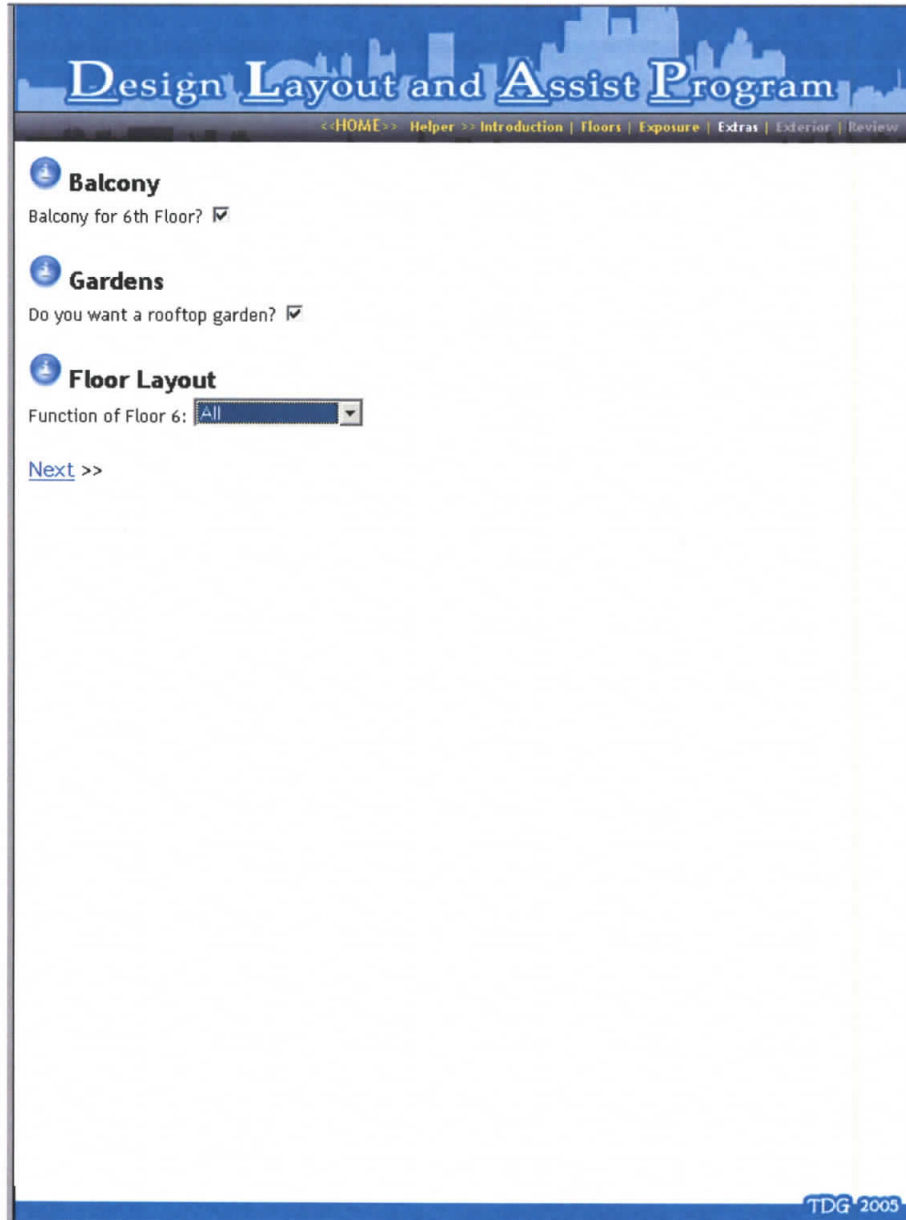 Design Layout and Assist Program
<<HOME>> Helper >> Introduction | Floors | Exposure | Extras | Exterior | Review
Balcony
Balcony for 6th Floor?
Gardens
Do you want a rooftop garden?
Floor Layout
Function of Floor 6: All
Next >>
TDG 2005